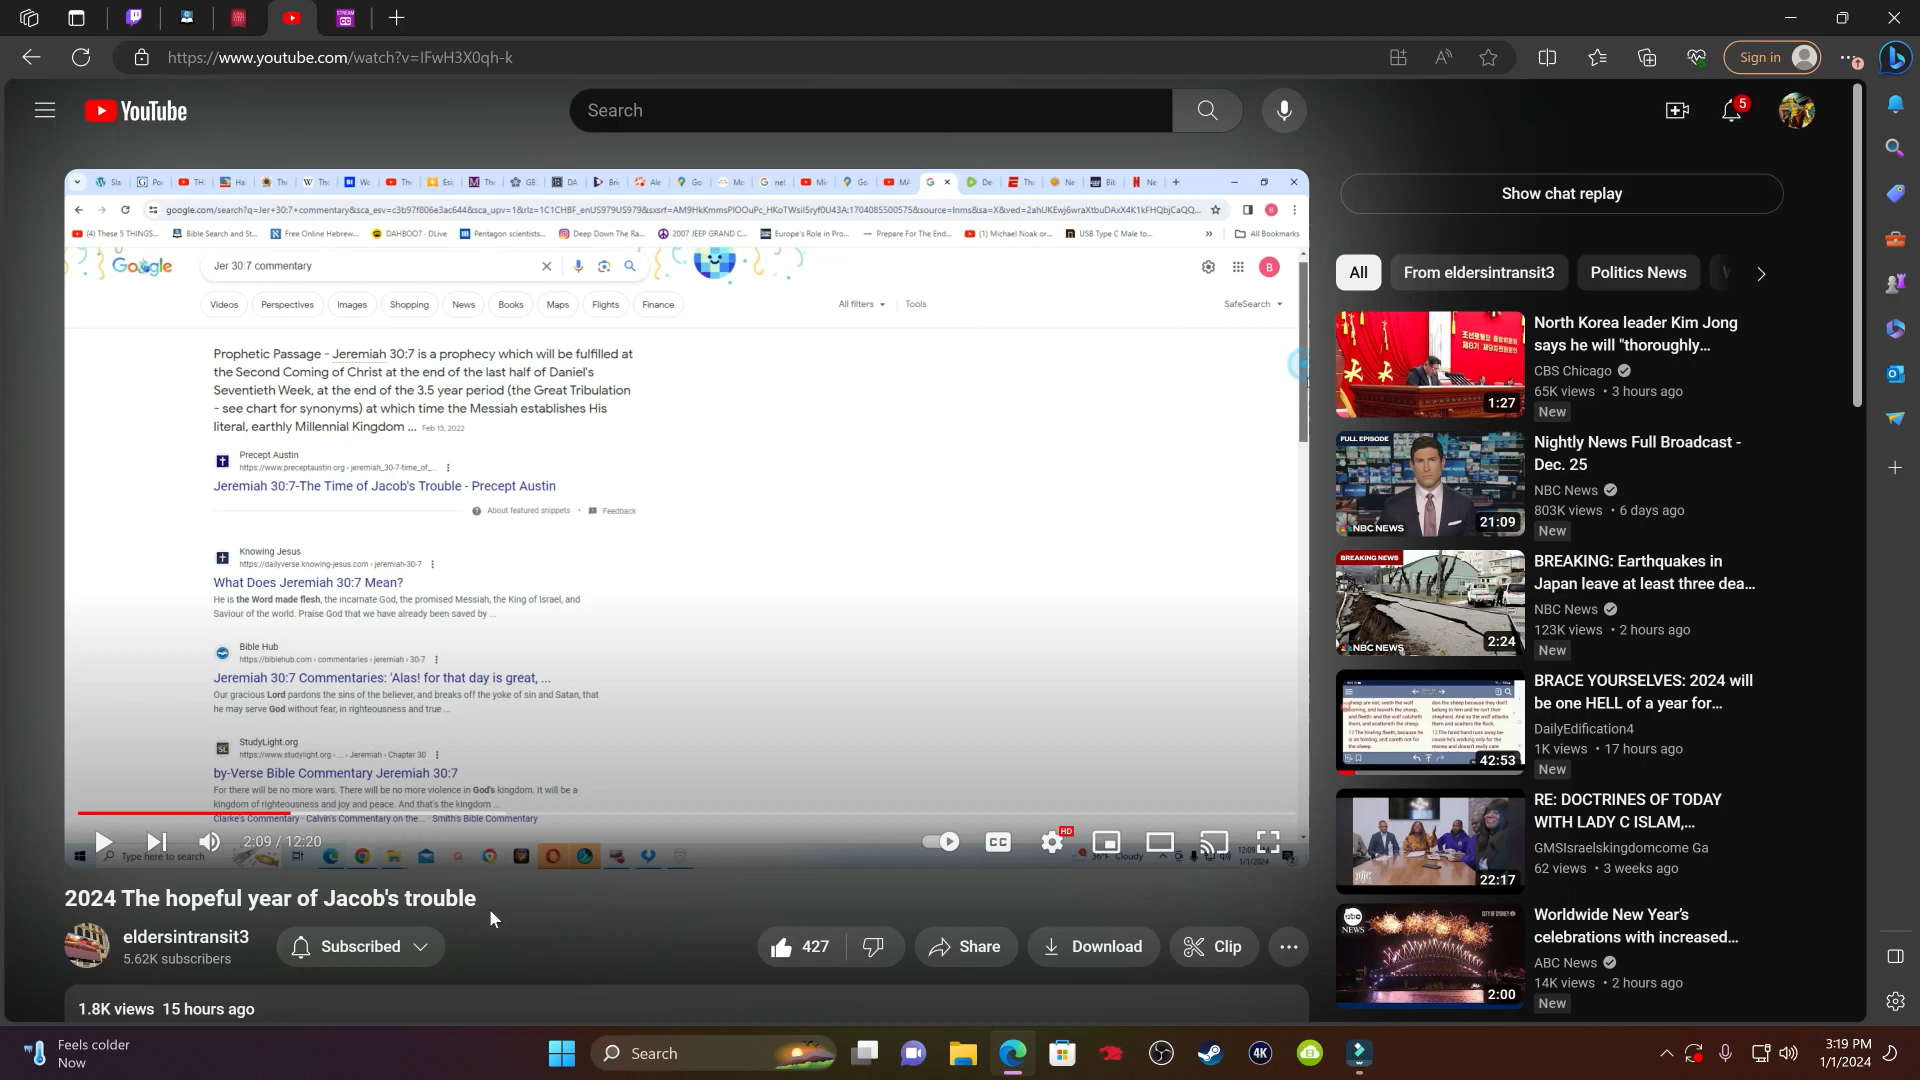 https://www.youtube.com/watch?v=IFwH3X0qh-k
Sign in
YouTube
Search
5
Show chat replay
google.com/search?q=Jer+30:7+commentary&sca_esv=c3b97f806e3ac644&sca_upv=1&rlz=1C1CHBF_enUS979US979&sxsrf=AM9HkKmmsPIOOuPc_HKoTWsiI5ryf0U43A:1704085500575&source=lnms&sa=X&ved=2ahUKEwj6wraXtbuDAxX4K1kFHQbjCaQQ...
(4) These 5 THINGS... Bible Search and St... Free Online Hebrew... DAHBOO7 - DLive Pentagon scientists... Deep Down The Ra... 2007 JEEP GRAND C... Europe's Role in Pro... Prepare For The End... (1) Michael Noak or... USB Type C Male to... All Bookmarks
Google
Jer 30:7 commentary
B
Videos Perspectives Images Shopping News Books Maps Flights Finance All filters Tools SafeSearch
Prophetic Passage - Jeremiah 30:7 is a prophecy which will be fulfilled at
the Second Coming of Christ at the end of the last half of Daniel's
Seventieth Week, at the end of the 3.5 year period (the Great Tribulation
- see chart for synonyms) at which time the Messiah establishes His
literal, earthly Millennial Kingdom ... Feb 13, 2022
Precept Austin
https://www.preceptaustin.org › jeremiah_30-7-time_of_...
Jeremiah 30:7-The Time of Jacob's Trouble - Precept Austin
About featured snippets • Feedback
Knowing Jesus
https://dailyverse.knowing-jesus.com › jeremiah-30-7
What Does Jeremiah 30:7 Mean?
He is the Word made flesh, the incarnate God, the promised Messiah, the King of Israel, and
Saviour of the world. Praise God that we have already been saved by ...
Bible Hub
https://biblehub.com › commentaries › jeremiah › 30-7
Jeremiah 30:7 Commentaries: 'Alas! for that day is great, ...
Our gracious Lord pardons the sins of the believer, and breaks off the yoke of sin and Satan, that
he may serve God without fear, in righteousness and true ...
StudyLight.org
https://www.studylight.org › ... › Jeremiah › Chapter 30
by-Verse Bible Commentary Jeremiah 30:7
For there will be no more wars. There will be no more violence in God's kingdom. It will be a
kingdom of righteousness and joy and peace. And that's the kingdom ...
Clarke's Commentary · Calvin's Commentary on the... · Smith's Bible Commentary
2:09 / 12:20
CC
HD
Type here to search
36°F Cloudy
1/1/2024
2024 The hopeful year of Jacob's trouble
eldersintransit3
5.62K subscribers
Subscribed
427
Share
Download
Clip
1.8K views 15 hours ago
All
From eldersintransit3
Politics News
North Korea leader Kim Jong
says he will "thoroughly...
CBS Chicago
65K views • 3 hours ago
New
1:27
FULL EPISODE
NBC NEWS
21:09
Nightly News Full Broadcast -
Dec. 25
NBC News
803K views • 6 days ago
New
BREAKING NEWS
NBC NEWS
2:24
BREAKING: Earthquakes in
Japan leave at least three dea...
NBC News
123K views • 2 hours ago
New
42:53
BRACE YOURSELVES: 2024 will
be one HELL of a year for...
DailyEdification4
1K views • 17 hours ago
New
22:17
RE: DOCTRINES OF TODAY
WITH LADY C ISLAM,...
GMSIsraelskingdomcome Ga
62 views • 3 weeks ago
abc
NEWS
CITY OF SYDNEY
2:00
Worldwide New Year's
celebrations with increased...
ABC News
14K views • 2 hours ago
New
Feels colder
Now
Search
4K
3:19 PM
1/1/2024